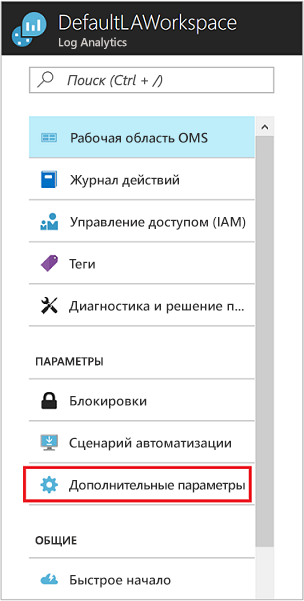 DefaultLAWorkspace
Log Analytics
Поиск (Ctrl + /)
Рабочая область OMS
Журнал действий
Управление доступом (IAM)
Теги
Диагностика и решение п...
ПАРАМЕТРЫ
Блокировки
Сценарий автоматизации
Дополнительные параметры
ОБЩИЕ
Быстрое начало